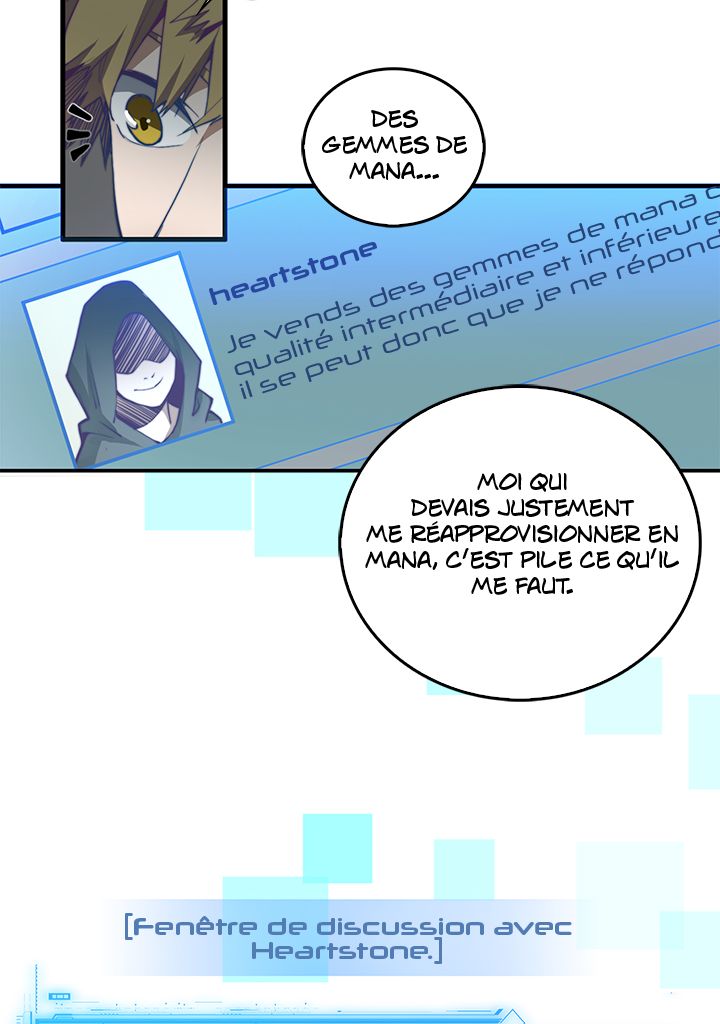 DES
GEMMES DE
MANA...
heartstone
Je vends des gemmes de mana
qualité intermédiaire et inférieure
il se peut donc que je ne répond
MOI QUI
DEVAIS JUSTEMENT
ME RÉAPPROVISIONNER EN
MANA, C'EST PILE CE QU'IL
ME FAUT.
[Fenêtre de discussion avec
Heartstone.]